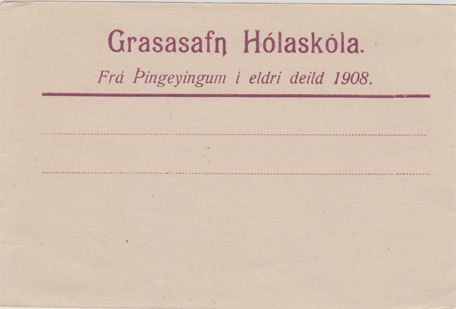 Grasasafn Hólaskóla.
Frá Þingeyingum í eldri deild 1908.